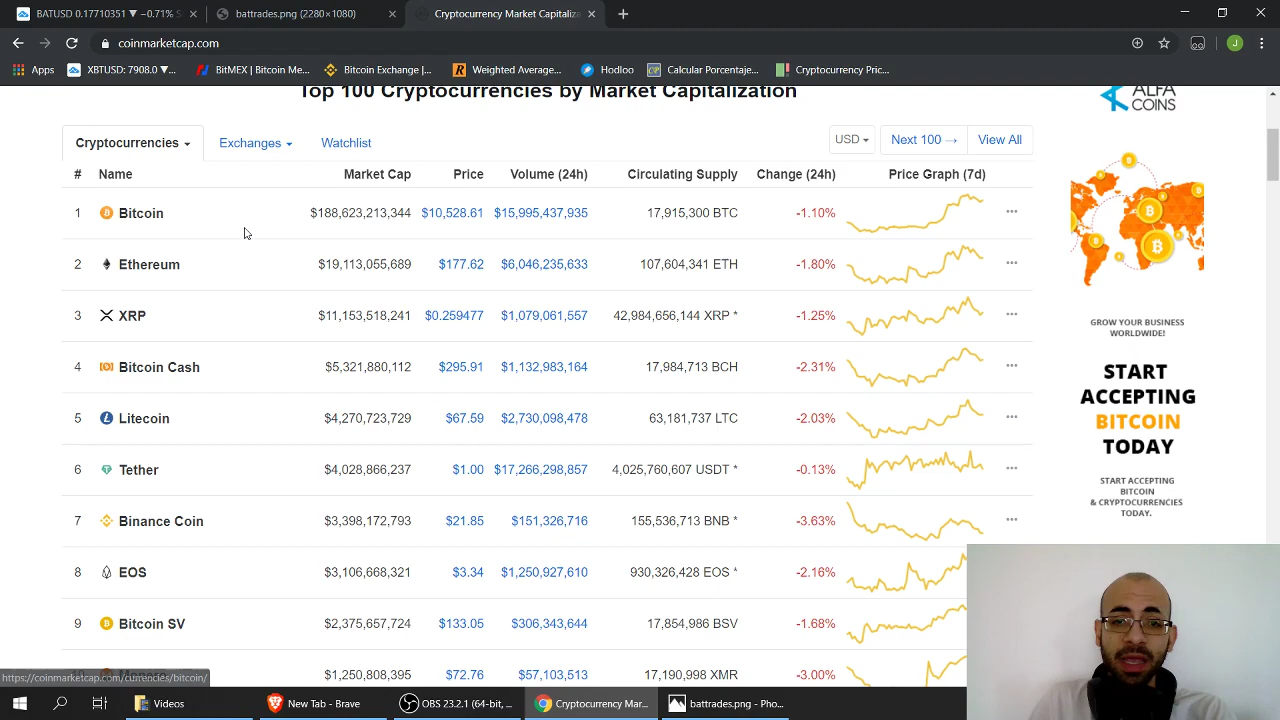 BATUSD 0.17710351 ▼ −0.71% S
battrades.png (2280×1080)
Cryptocurrency Market Capitaliza
coinmarketcap.com
J
Apps
XBTUSD: 7908.0 ▼...
BitMEX | Bitcoin Me...
Bitcoin Exchange |...
Weighted Average...
Hodloo
Calcular Porcentaje...
Cryptocurrency Pric...
Top 100 Cryptocurrencies by Market Capitalization
ALFA
COINS
Cryptocurrencies
Exchanges
Watchlist
USD
Next 100 →
View All
# Name Market Cap Price Volume (24h) Circulating Supply Change (24h) Price Graph (7d)
1 Bitcoin $188,623,213,344 $10,528.61 $15,995,437,935 17,915,300 BTC -1.10%
2 Ethereum $19,113,055,689 $177.62 $6,046,235,633 107,604,341 ETH -1.80%
3 XRP $11,153,518,241 $0.259477 $1,079,061,557 42,984,656,144 XRP * -1.25%
4 Bitcoin Cash $5,321,880,112 $295.91 $1,132,983,164 17,984,713 BCH -2.31%
5 Litecoin $4,270,723,729 $67.59 $2,730,098,478 63,181,737 LTC -2.03%
6 Tether $4,028,866,237 $1.00 $17,266,298,857 4,025,760,607 USDT * -0.13%
7 Binance Coin $3,398,172,793 $21.85 $151,326,716 155,536,713 BNB * -3.63%
8 EOS $3,106,668,321 $3.34 $1,250,927,610 930,326,428 EOS * -2.16%
9 Bitcoin SV $2,375,657,724 $133.05 $306,343,644 17,854,986 BSV -1.68%
10 Monero $1,250,808,395 $72.76 $57,103,513 17,190,998 XMR -3.00%
GROW YOUR BUSINESS
WORLDWIDE!
START
ACCEPTING
BITCOIN
TODAY
START ACCEPTING
BITCOIN
& CRYPTOCURRENCIES
TODAY.
https://coinmarketcap.com/currencies/bitcoin/
Videos
New Tab - Brave
OBS 23.2.1 (64-bit, ...
Cryptocurrency Mar...
battrades.png - Pho...